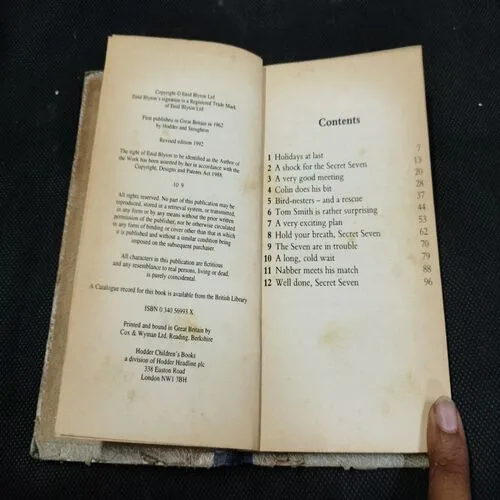 Copyright © Enid Blyton Ltd
Enid Blyton's signature is a Registered Trade Mark
of Enid Blyton Ltd
First published in Great Britain in 1962
by Hodder and Stoughton
Revised edition 1992
The right of Enid Blyton to be identified as the Author of
the Work has been asserted by her in accordance with the
Copyright, Designs and Patents Act 1988.
10 9
All rights reserved. No part of this publication may be
reproduced, stored in a retrieval system, or transmitted,
in any form or by any means without the prior written
permission of the publisher, nor be otherwise circulated
in any form of binding or cover other than that in which
it is published and without a similar condition being
imposed on the subsequent purchaser.
All characters in this publication are fictitious
and any resemblance to real persons, living or dead,
is purely coincidental.
A Catalogue record for this book is available from the British Library
ISBN 0 340 56993 X
Printed and bound in Great Britain by
Cox & Wyman Ltd, Reading, Berkshire
Hodder Children's Books
a division of Hodder Headline plc
338 Euston Road
London NW1 3BH
Contents
1 Holidays at last 7
2 A shock for the Secret Seven 13
3 A very good meeting 20
4 Colin does his bit 28
5 Bird-nesters – and a rescue 37
6 Tom Smith is rather surprising 44
7 A very exciting plan 53
8 Hold your breath, Secret Seven 62
9 The Seven are in trouble 70
10 A long, cold wait 79
11 Nabber meets his match 88
12 Well done, Secret Seven 96